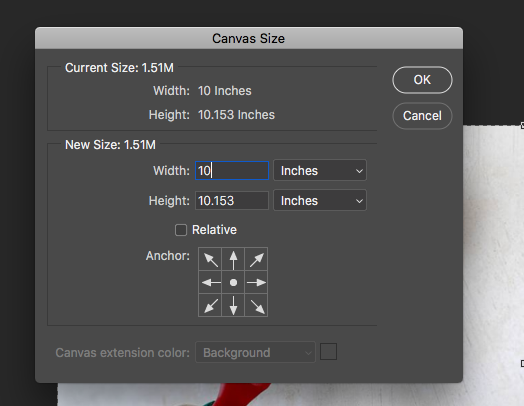 Canvas Size
Current Size: 1.51M
Width: 10 Inches
Height: 10.153 Inches
OK
Cancel
New Size: 1.51M
Width: 10 Inches
Height: 10.153 Inches
Relative
Anchor:
Canvas extension color: Background